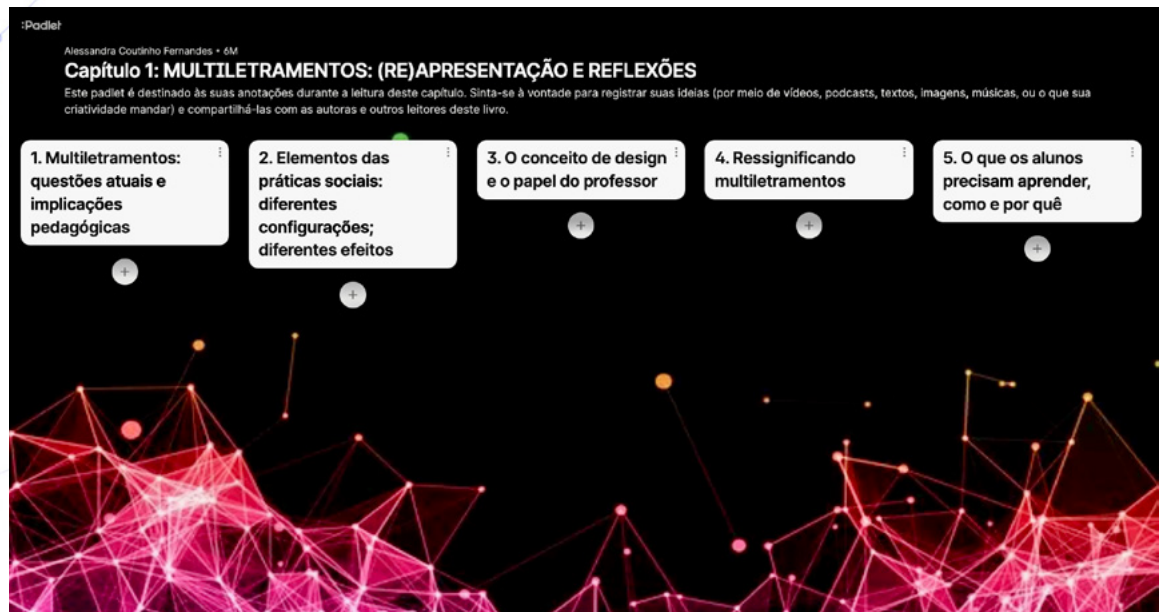 :Padlet
Alessandra Coutinho Fernandes • 6M
Capítulo 1: MULTILETRAMENTOS: (RE)APRESENTAÇÃO E REFLEXÕES
Este padlet é destinado às suas anotações durante a leitura deste capítulo. Sinta-se à vontade para registrar suas ideias (por meio de vídeos, podcasts, textos, imagens, músicas, ou o que sua
criatividade mandar) e compartilhá-las com as autoras e outros leitores deste livro.
1. Multiletramentos:
questões atuais e
implicações
pedagógicas
2. Elementos das
práticas sociais:
diferentes
configurações;
diferentes efeitos
3. O conceito de design
e o papel do professor
4. Ressignificando
multiletramentos
5. O que os alunos
precisam aprender,
como e por quê